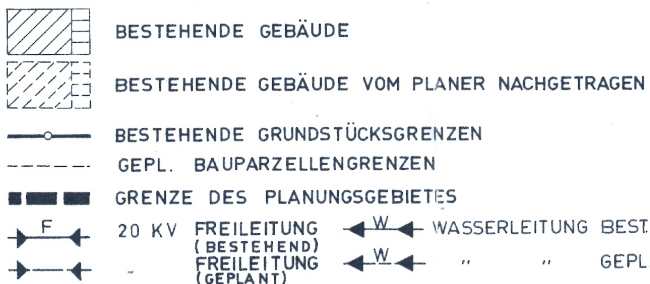 BESTEHENDE GEBÄUDE
BESTEHENDE GEBÄUDE VOM PLANER NACHGETRAGEN
BESTEHENDE GRUNDSTÜCKSGRENZEN
GEPL. BAUPARZELLENGRENZEN
GRENZE DES PLANUNGSGEBIETES
F 20 KV FREILEITUNG (BESTEHEND) W WASSERLEITUNG BEST.
FREILEITUNG (GEPLANT) W " " GEPL